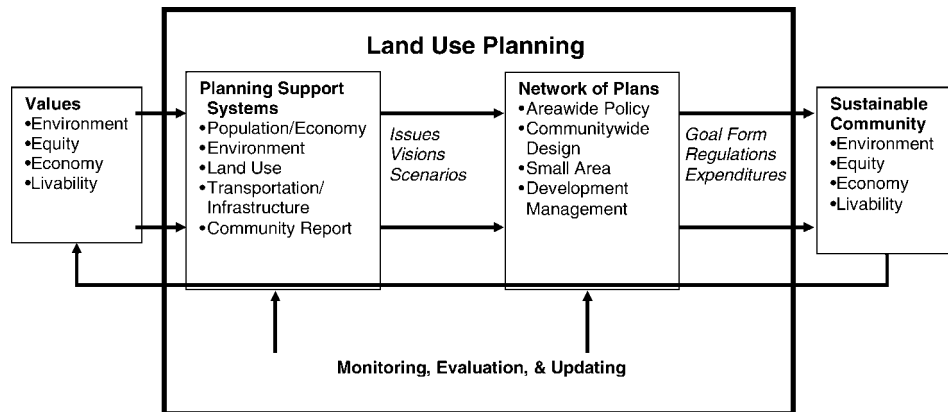 Land Use Planning
Values
•Environment
•Equity
•Economy
•Livability
Planning Support
Systems
•Population/Economy
•Environment
•Land Use
•Transportation/
Infrastructure
•Community Report
Issues
Visions
Scenarios
Network of Plans
•Areawide Policy
•Communitywide
Design
•Small Area
•Development
Management
Goal Form
Regulations
Expenditures
Sustainable
Community
•Environment
•Equity
•Economy
•Livability
Monitoring, Evaluation, & Updating